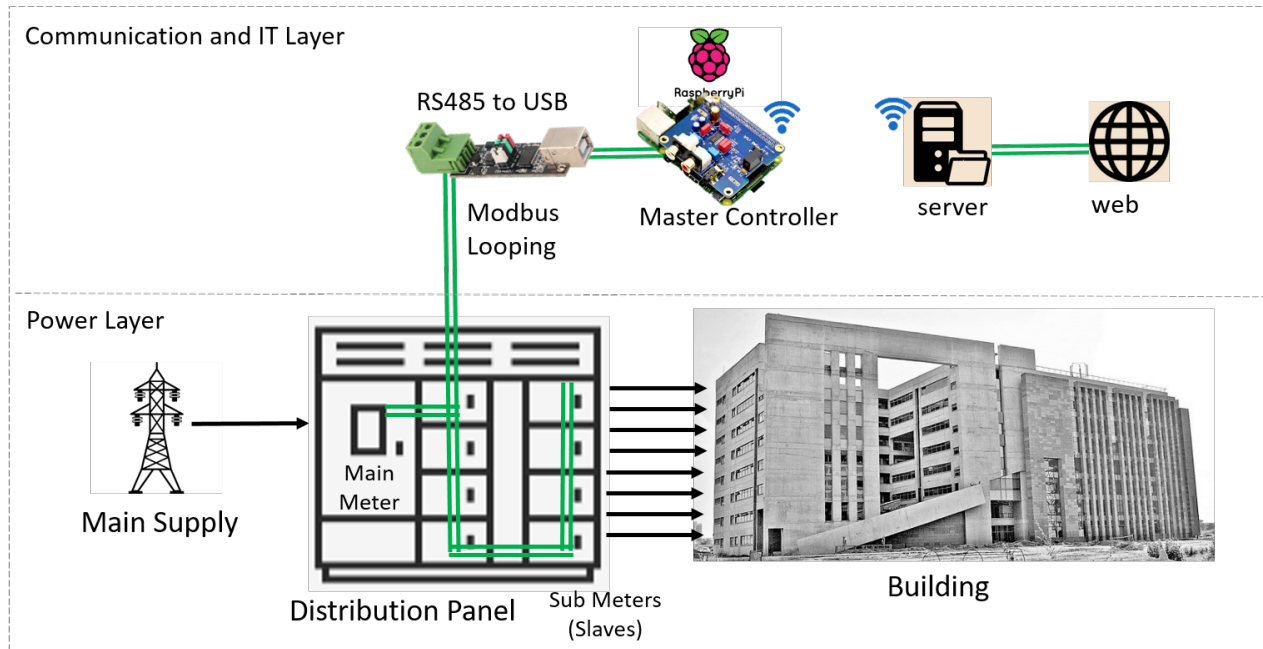 Communication and IT Layer
RaspberryPi
RS485 to USB
Modbus
Looping
Master Controller
server
web
Power Layer
Main
Meter
Main Supply
Distribution Panel
Sub Meters
(Slaves)
Building